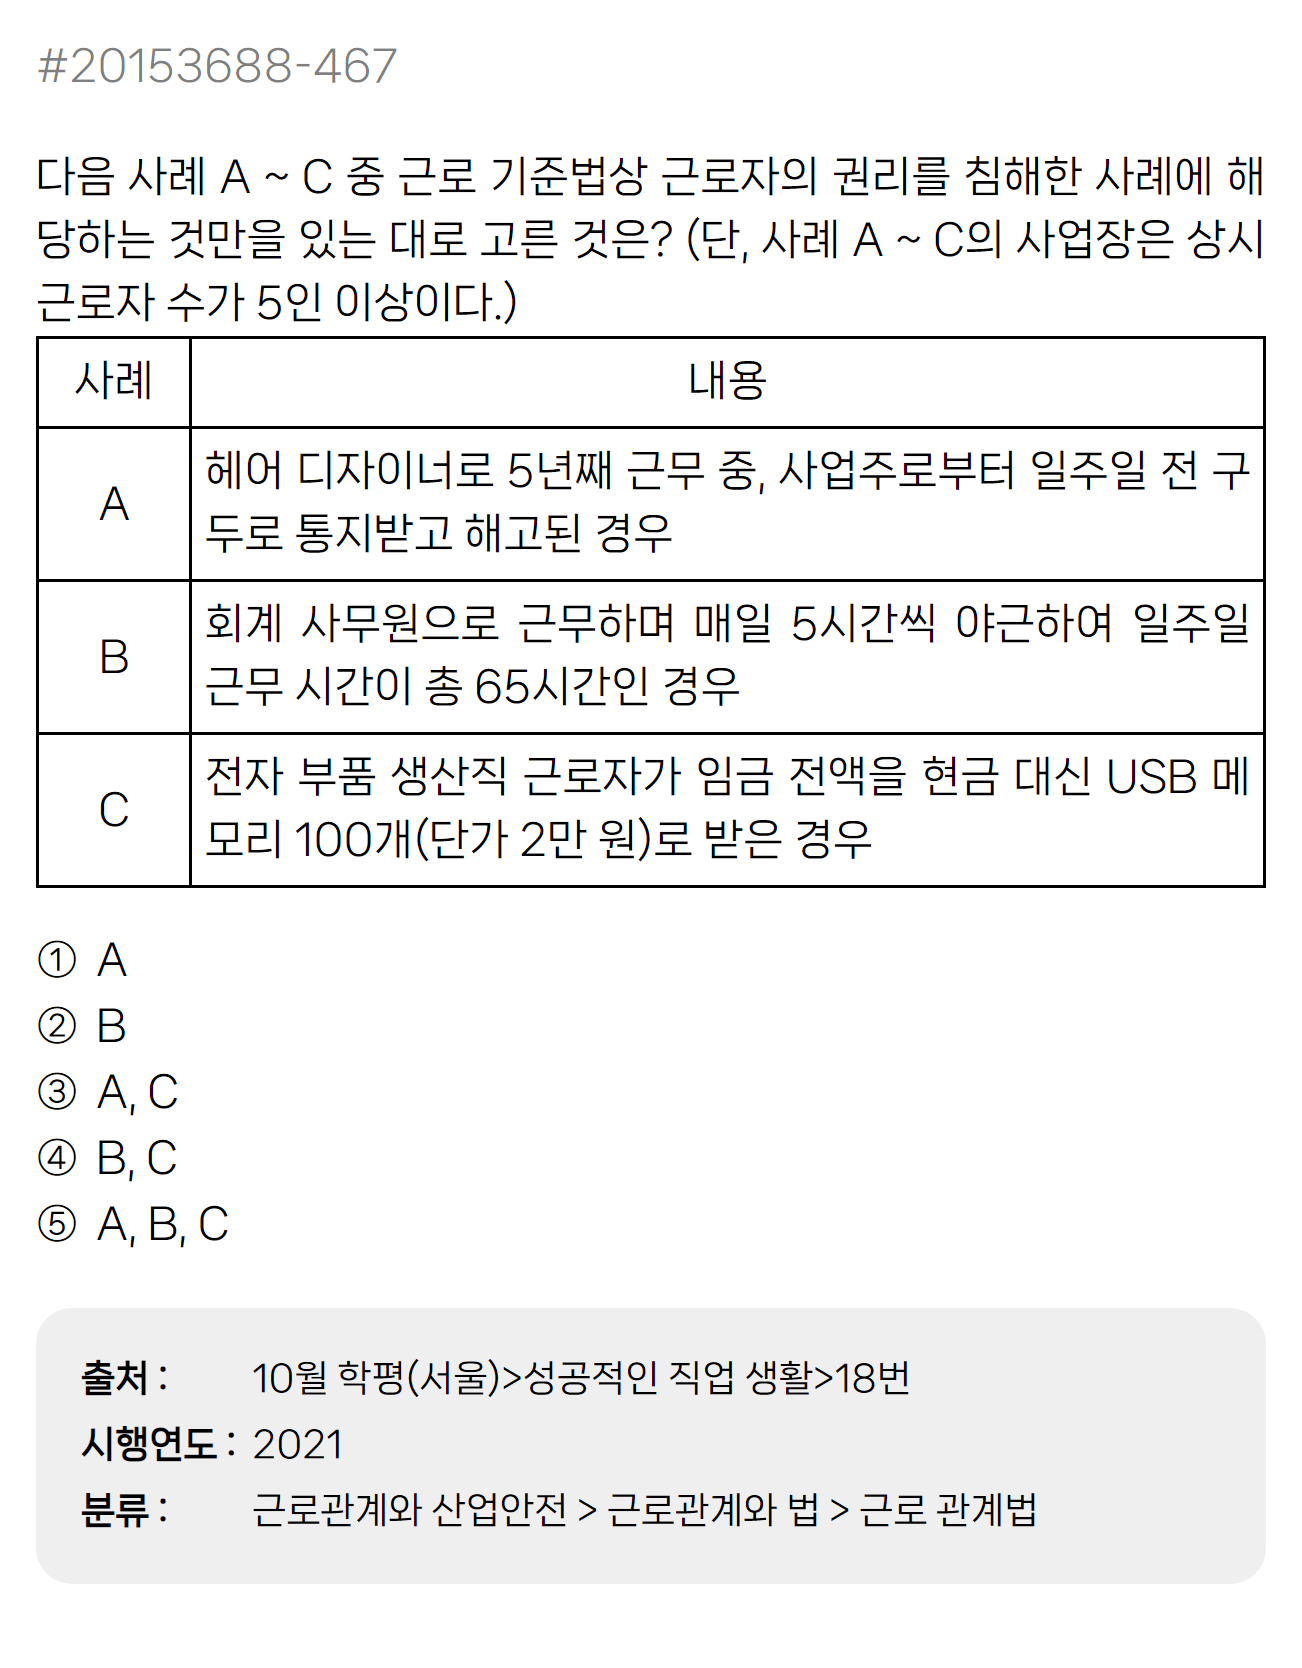 #20153688-467
다음 사례 A ~ C 중 근로 기준법상 근로자의 권리를 침해한 사례에 해
당하는 것만을 있는 대로 고른 것은? (단, 사례 A ~ C의 사업장은 상시
근로자 수가 5인 이상이다.)
사례 내용
A
헤어 디자이너로 5년째 근무 중, 사업주로부터 일주일 전 구
두로 통지받고 해고된 경우
B
회계 사무원으로 근무하며 매일 5시간씩 야근하여 일주일
근무 시간이 총 65시간인 경우
C
전자 부품 생산직 근로자가 임금 전액을 현금 대신 USB 메
모리 100개(단가 2만 원)로 받은 경우
① A
② B
③ A, C
④ B, C
⑤ A, B, C
출처 : 10월 학평(서울)>성공적인 직업 생활>18번
시행연도 : 2021
분류 : 근로관계와 산업안전 > 근로관계와 법 > 근로 관계법